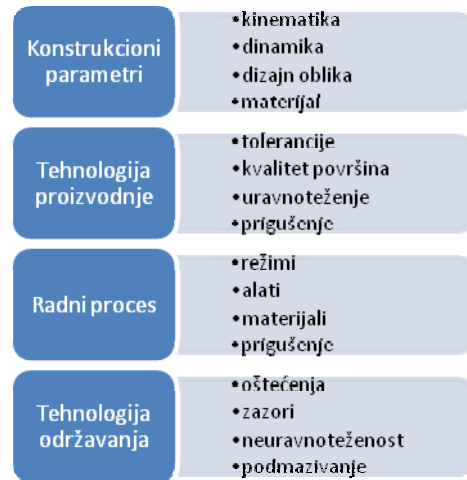 Konstrukcioni
parametri
•kinematika
•dinamika
•dizajn oblika
•materijal
Tehnologija
proizvodnje
•tolerancije
•kvalitet površina
•uravnoteženje
•prigušenje
Radni proces
•režimi
•alati
•materijali
•prigušenje
Tehnologija
održavanja
•oštećenja
•zazori
•neuravnoteženost
•podmazivanje